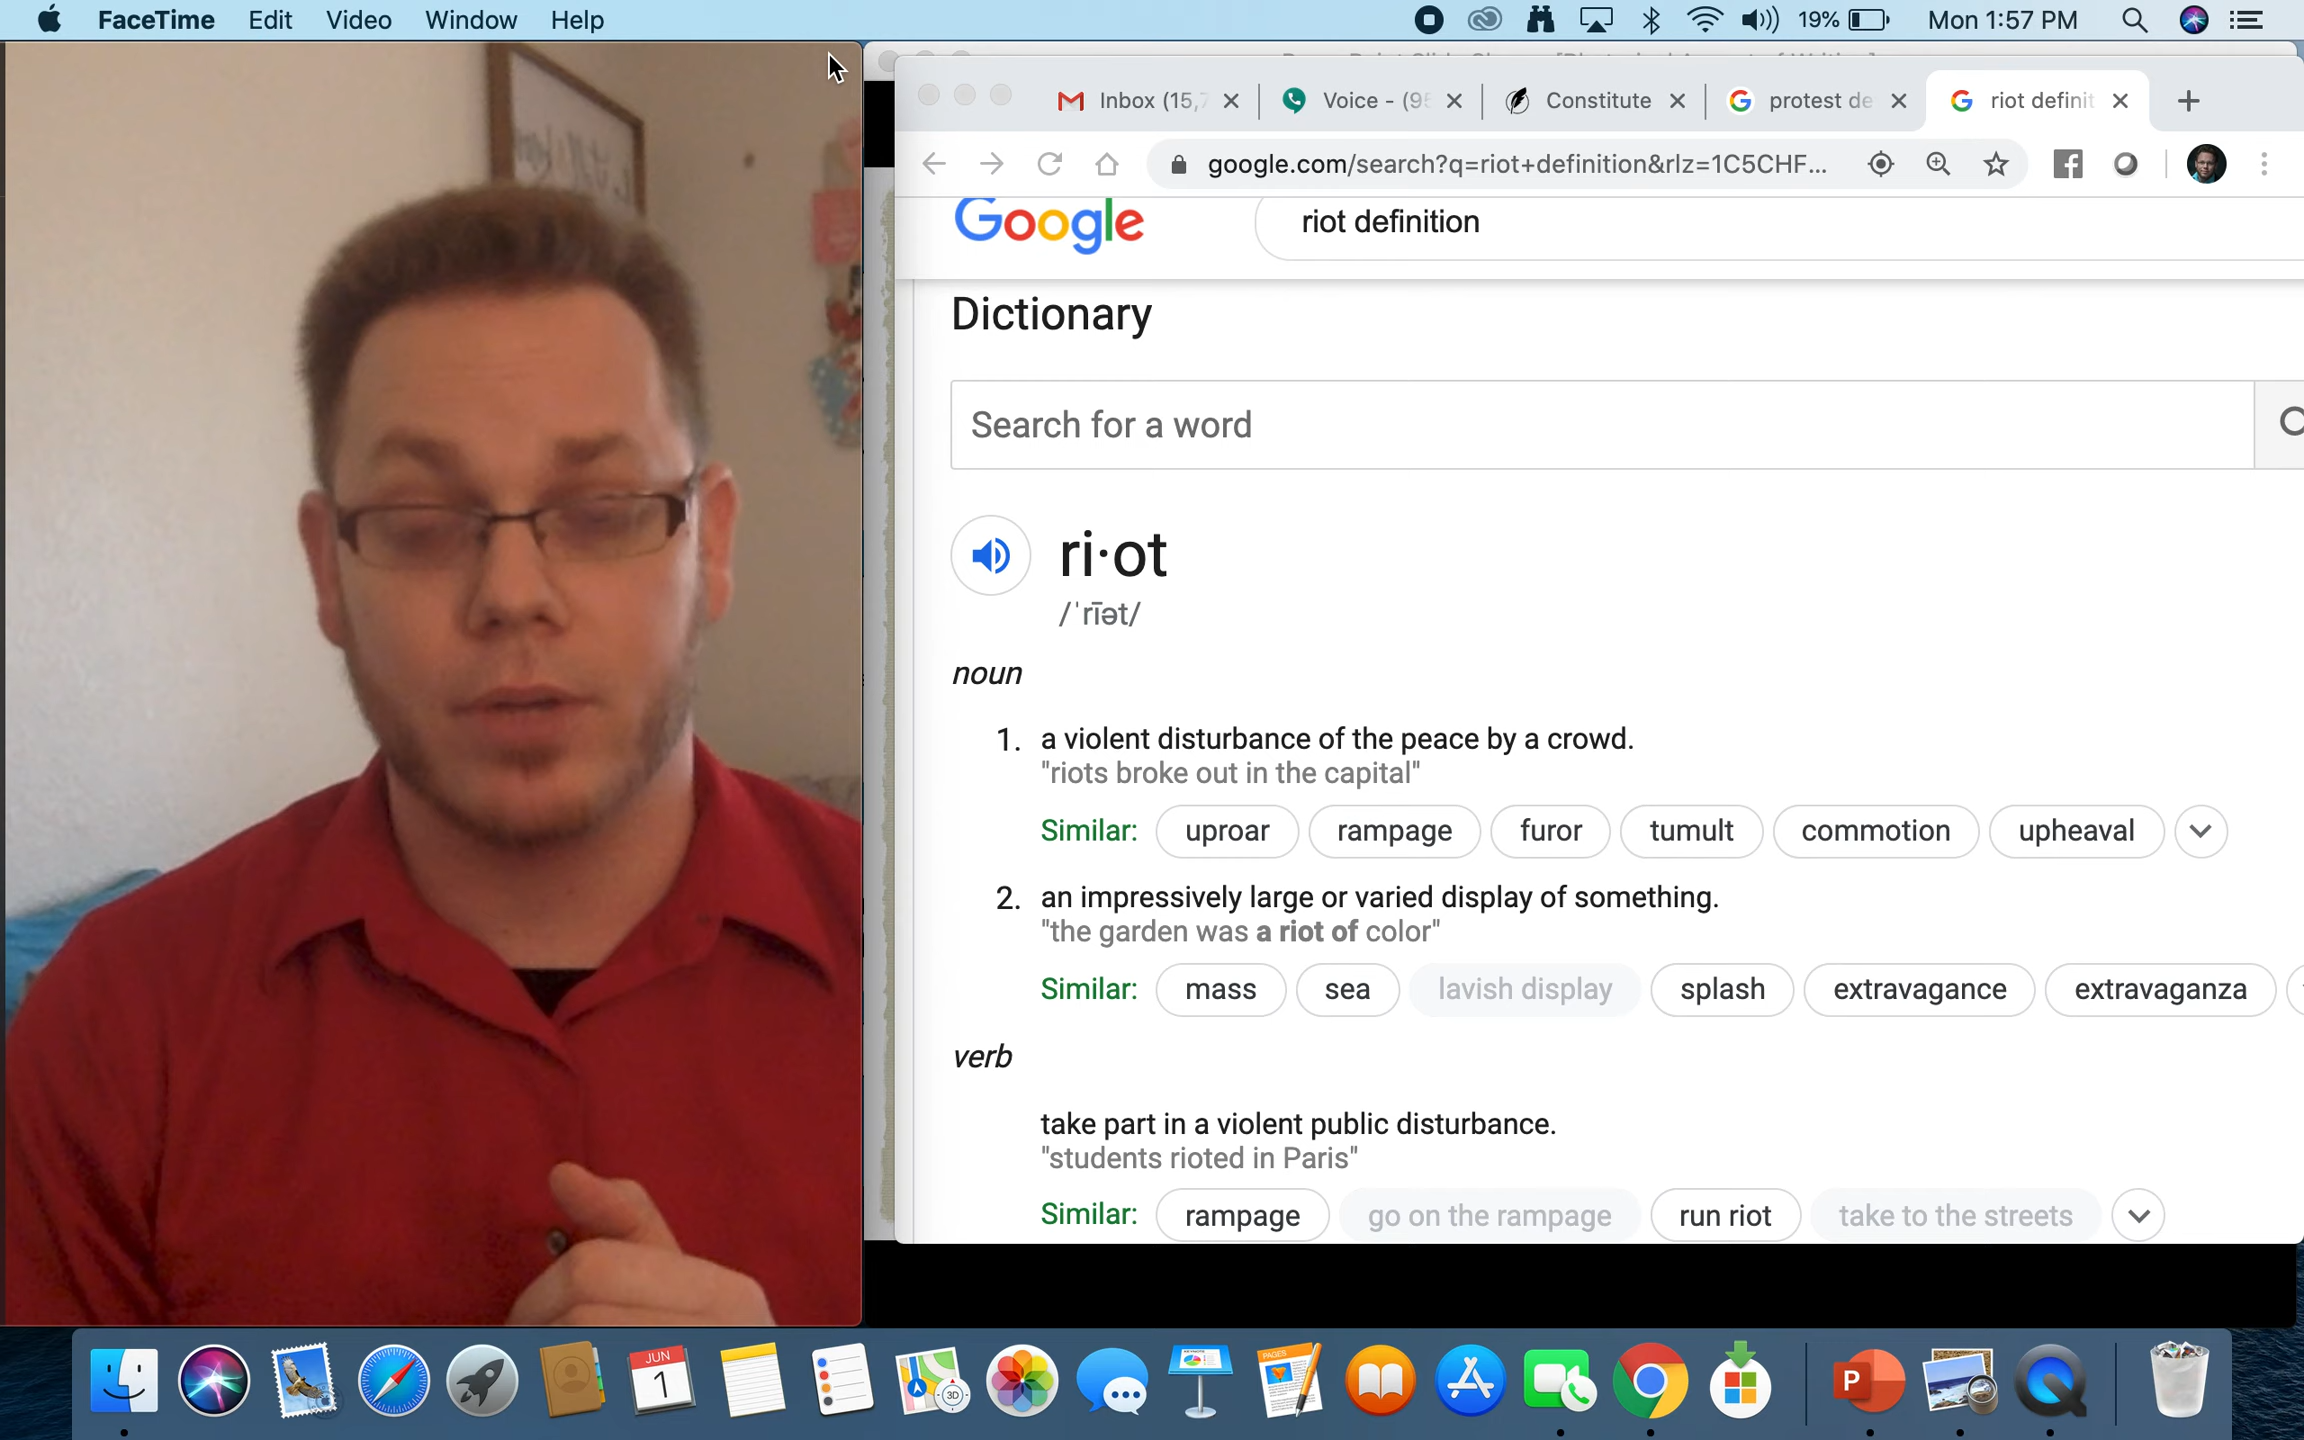 FaceTime Edit Video Window Help 19% Mon 1:57 PM
Inbox (15,7 Voice - (95 Constitute protest de riot definit
google.com/search?q=riot+definition&rlz=1C5CHF...
Google riot definition
Dictionary
Search for a word
ri·ot
/ˈrīət/
noun
1. a violent disturbance of the peace by a crowd.
"riots broke out in the capital"
Similar: uproar rampage furor tumult commotion upheaval
2. an impressively large or varied display of something.
"the garden was a riot of color"
Similar: mass sea lavish display splash extravagance extravaganza
verb
take part in a violent public disturbance.
"students rioted in Paris"
Similar: rampage go on the rampage run riot take to the streets
JUN
1
PAGES
3D
P